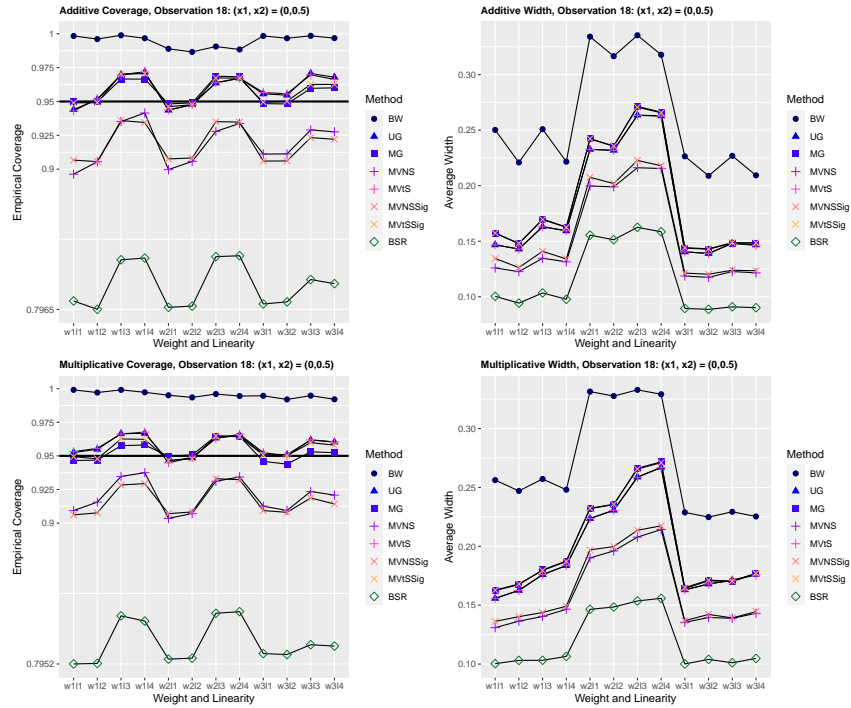 Additive Coverage, Observation 18: (x1, x2) = (0,0.5)
1
0.975
0.95
0.925
0.9
0.7965
Empirical Coverage
w1l1 w1l2 w1l3 w1l4 w2l1 w2l2 w2l3 w2l4 w3l1 w3l2 w3l3 w3l4
Weight and Linearity
Method
BW
UG
MG
MVNS
MVtS
MVNSSig
MVtSSig
BSR
Additive Width, Observation 18: (x1, x2) = (0,0.5)
0.30
0.25
0.20
0.15
0.10
Average Width
w1l1 w1l2 w1l3 w1l4 w2l1 w2l2 w2l3 w2l4 w3l1 w3l2 w3l3 w3l4
Weight and Linearity
Method
BW
UG
MG
MVNS
MVtS
MVNSSig
MVtSSig
BSR
Multiplicative Coverage, Observation 18: (x1, x2) = (0,0.5)
1
0.975
0.95
0.925
0.9
0.7952
Empirical Coverage
w1l1 w1l2 w1l3 w1l4 w2l1 w2l2 w2l3 w2l4 w3l1 w3l2 w3l3 w3l4
Weight and Linearity
Method
BW
UG
MG
MVNS
MVtS
MVNSSig
MVtSSig
BSR
Multiplicative Width, Observation 18: (x1, x2) = (0,0.5)
0.30
0.25
0.20
0.15
0.10
Average Width
w1l1 w1l2 w1l3 w1l4 w2l1 w2l2 w2l3 w2l4 w3l1 w3l2 w3l3 w3l4
Weight and Linearity
Method
BW
UG
MG
MVNS
MVtS
MVNSSig
MVtSSig
BSR